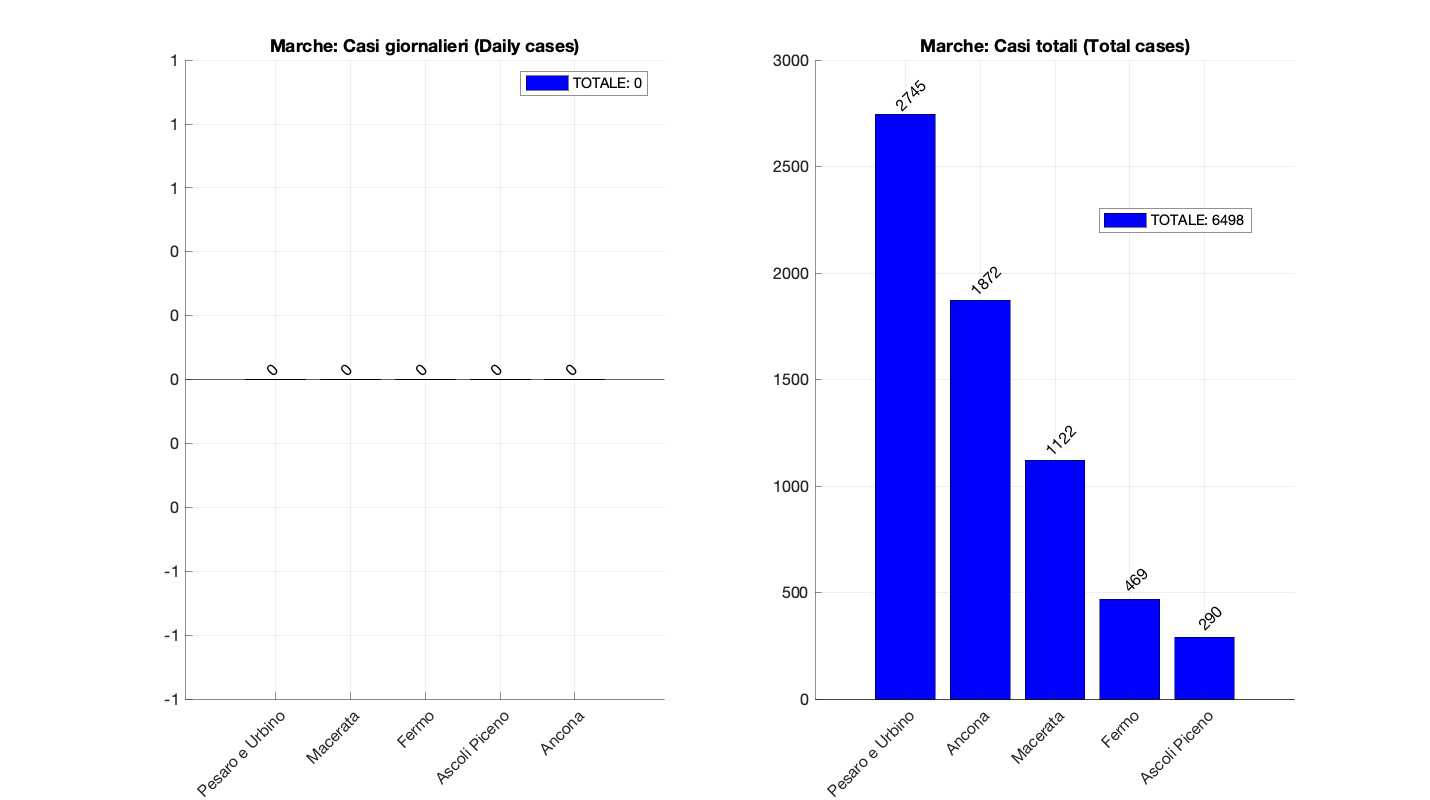 Marche: Casi giornalieri (Daily cases)
TOTALE: 0
1
1
1
0
0
0
0
0
-1
-1
-1
0
0
0
0
0
Pesaro e Urbino
Macerata
Fermo
Ascoli Piceno
Ancona
Marche: Casi totali (Total cases)
TOTALE: 6498
3000
2500
2000
1500
1000
500
0
2745
1872
1122
469
290
Pesaro e Urbino
Ancona
Macerata
Fermo
Ascoli Piceno